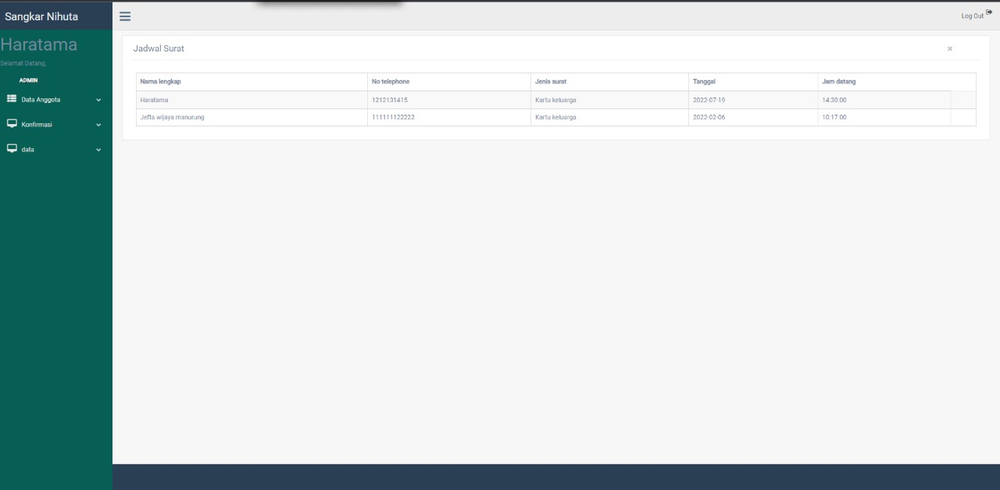 Sangkar Nihuta
Log Out
Haratama
Selamat Datang,
ADMIN
Data Anggota
Konfirmasi
data
Jadwal Surat
Nama lengkap No telephone Jenis surat Tanggal Jam datang
Haratama 1212131415 Kartu keluarga 2022-07-19 14:30:00
Jefta wijaya manurung 111111122222 Kartu keluarga 2022-02-06 10:17:00